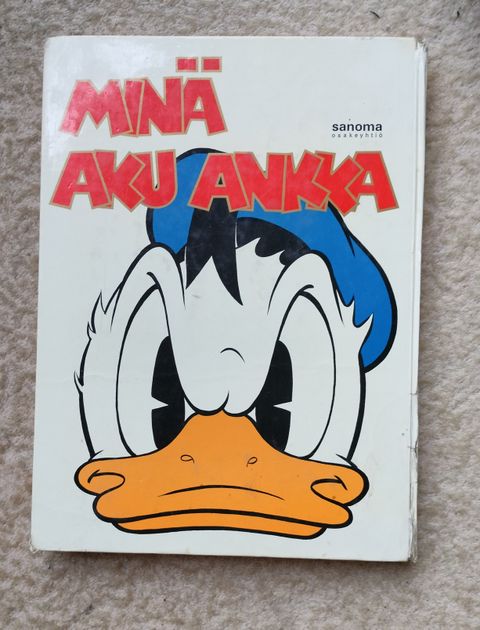 MINÄ
sanoma
osakeyhtiö
AKU ANKKA